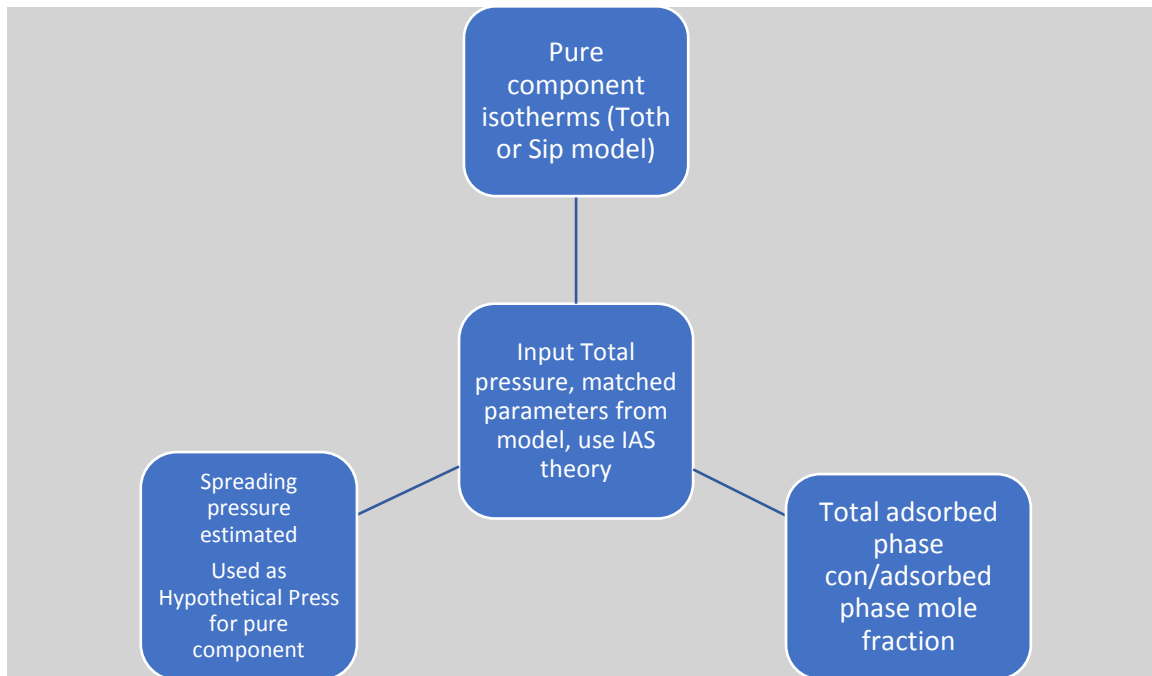 Pure
component
isotherms (Toth
or Sip model)
Input Total
pressure, matched
parameters from
model, use IAS
theory
Spreading
pressure
estimated
Used as
Hypothetical Press
for pure
component
Total adsorbed
phase
con/adsorbed
phase mole
fraction